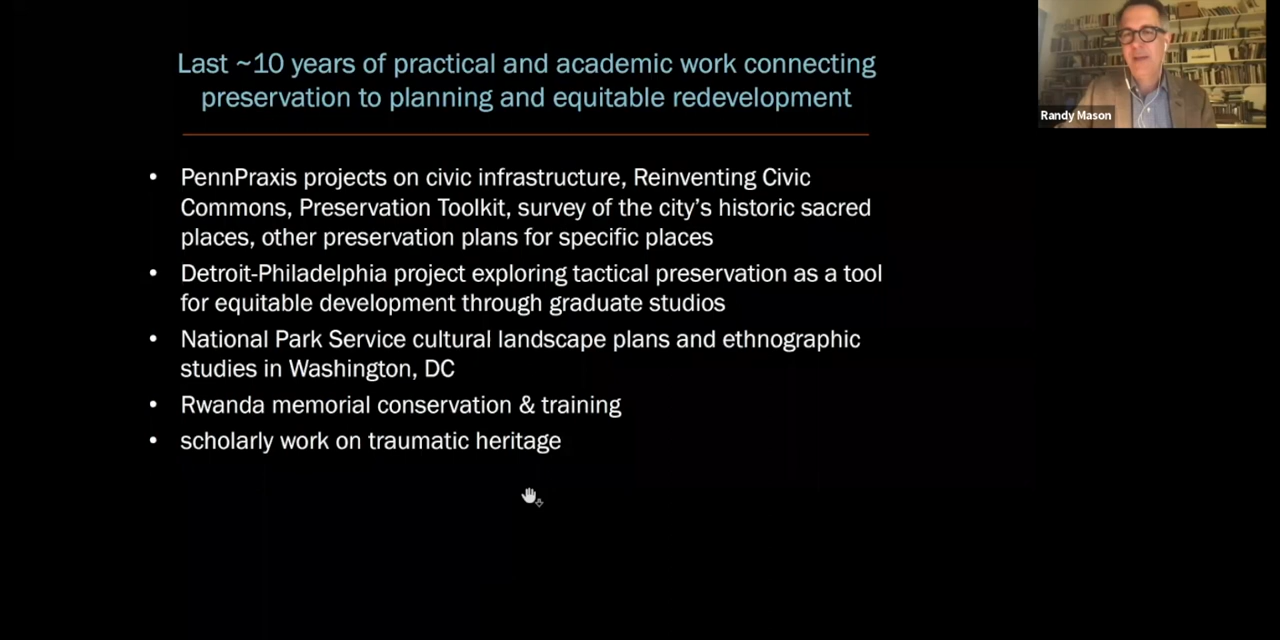 Last ~10 years of practical and academic work connecting
preservation to planning and equitable redevelopment
Randy Mason
• PennPraxis projects on civic infrastructure, Reinventing Civic
Commons, Preservation Toolkit, survey of the city's historic sacred
places, other preservation plans for specific places
• Detroit-Philadelphia project exploring tactical preservation as a tool
for equitable development through graduate studios
• National Park Service cultural landscape plans and ethnographic
studies in Washington, DC
• Rwanda memorial conservation & training
• scholarly work on traumatic heritage